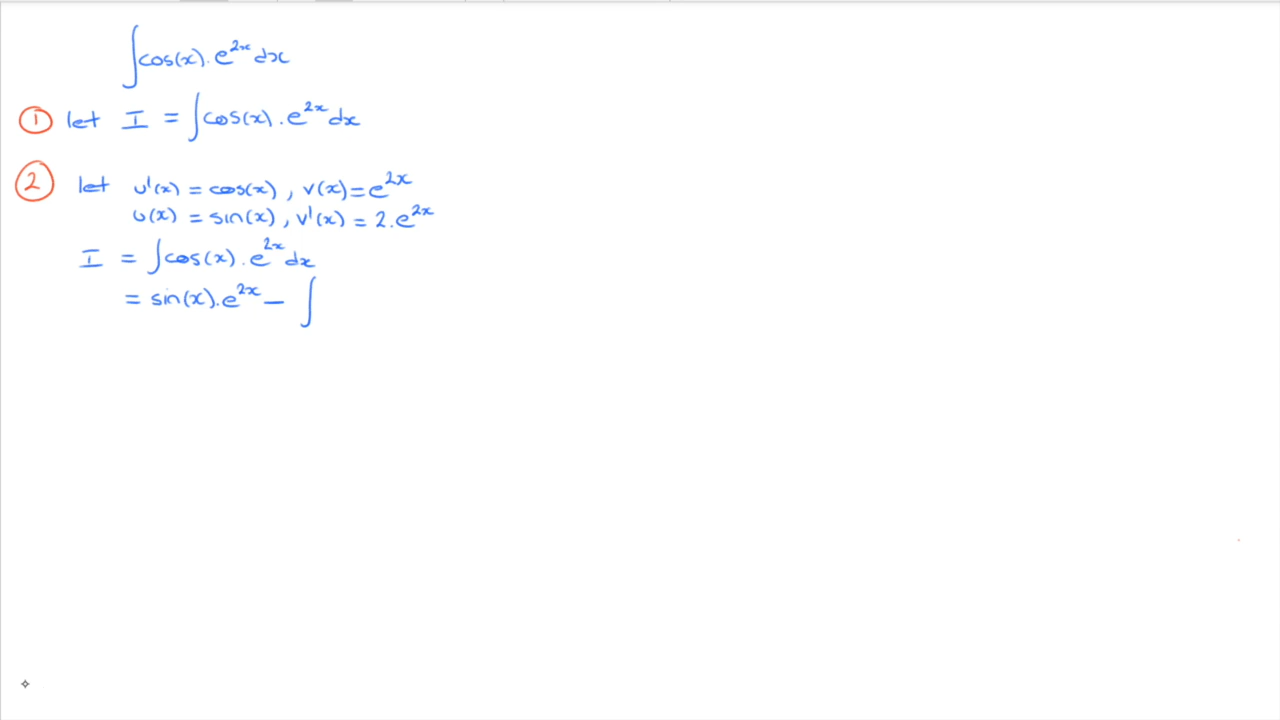 ∫cos(x).e^{2x}dx
① let I = ∫cos(x).e^{2x}dx
② let u'(x) = cos(x), v(x)=e^{2x}
u(x) = sin(x), v'(x) = 2.e^{2x}
I = ∫cos(x).e^{2x}dx
= sin(x).e^{2x} − ∫